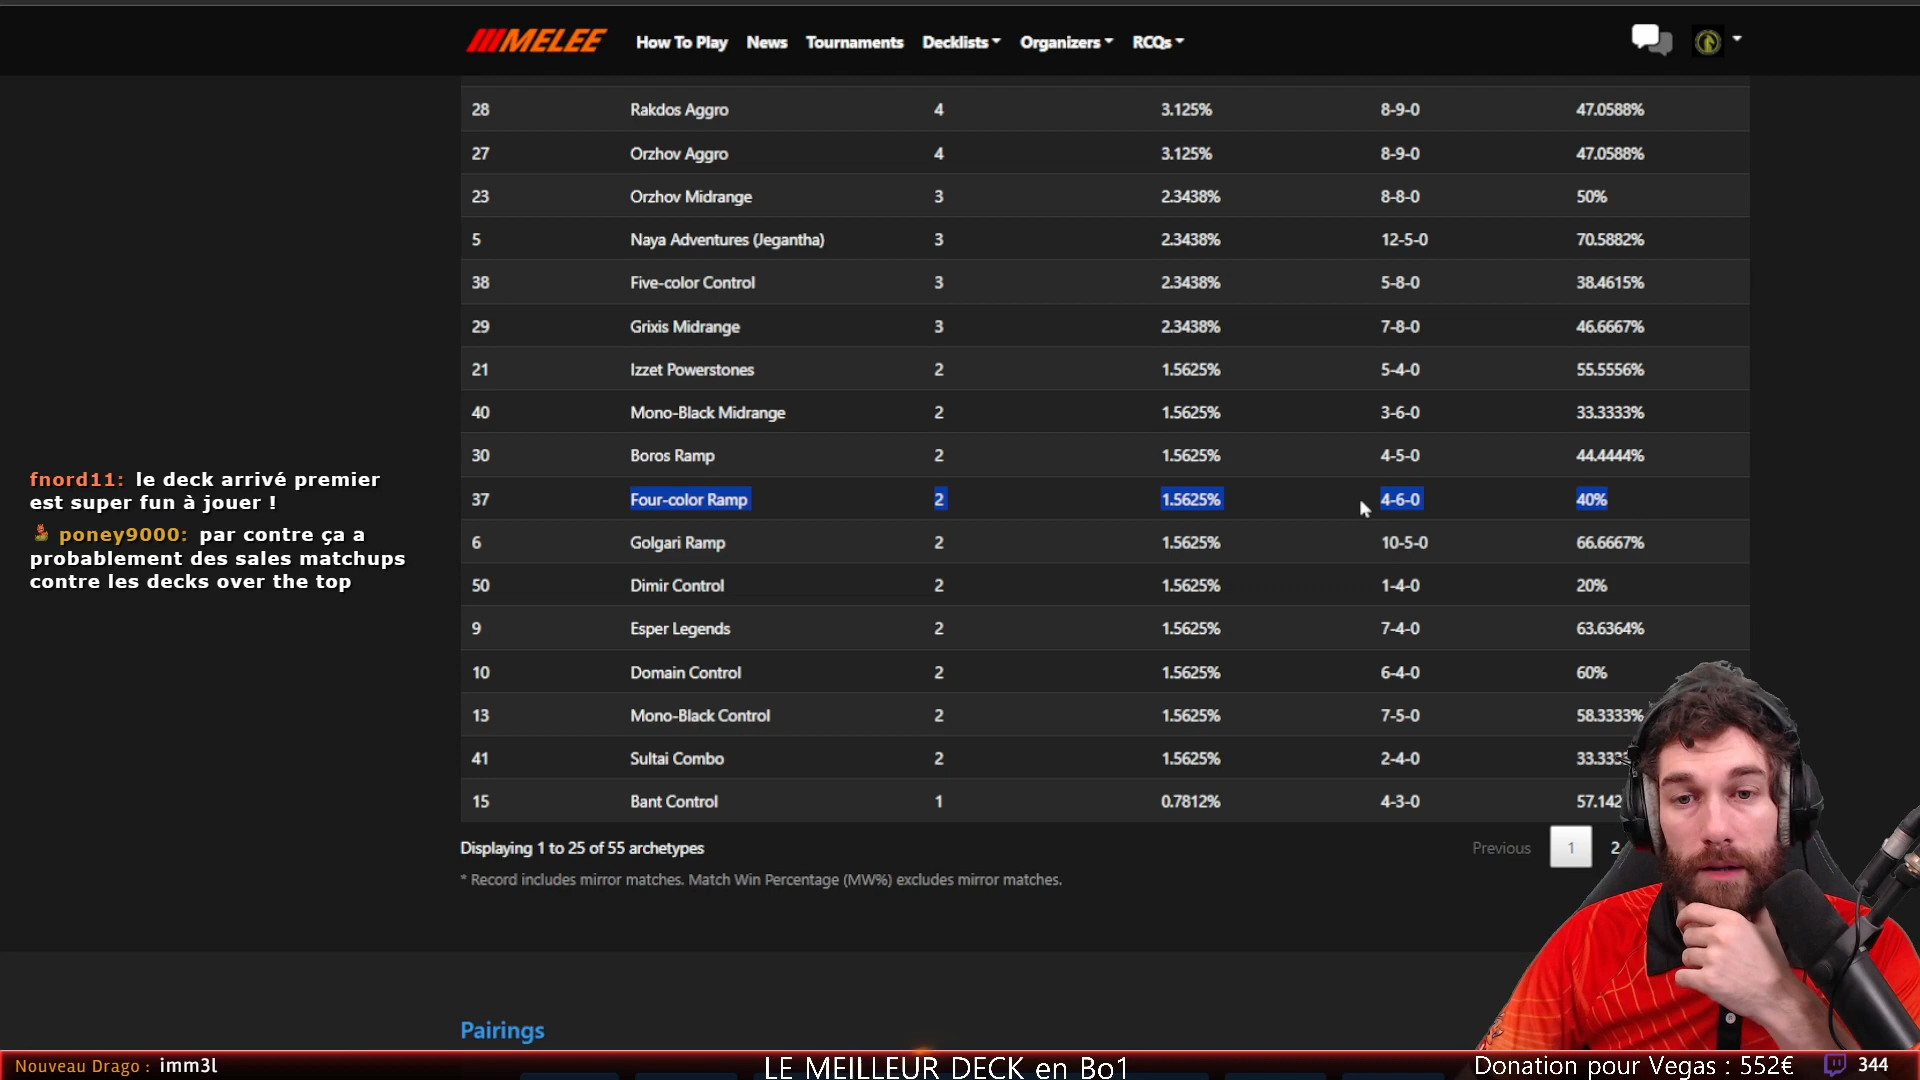 MELEE How To Play News Tournaments Decklists Organizers RCQs
28 Rakdos Aggro 4 3.125% 8-9-0 47.0588%
27 Orzhov Aggro 4 3.125% 8-9-0 47.0588%
23 Orzhov Midrange 3 2.3438% 8-8-0 50%
5 Naya Adventures (Jegantha) 3 2.3438% 12-5-0 70.5882%
38 Five-color Control 3 2.3438% 5-8-0 38.4615%
29 Grixis Midrange 3 2.3438% 7-8-0 46.6667%
21 Izzet Powerstones 2 1.5625% 5-4-0 55.5556%
40 Mono-Black Midrange 2 1.5625% 3-6-0 33.3333%
30 Boros Ramp 2 1.5625% 4-5-0 44.4444%
37 Four-color Ramp 2 1.5625% 4-6-0 40%
6 Golgari Ramp 2 1.5625% 10-5-0 66.6667%
50 Dimir Control 2 1.5625% 1-4-0 20%
9 Esper Legends 2 1.5625% 7-4-0 63.6364%
10 Domain Control 2 1.5625% 6-4-0 60%
13 Mono-Black Control 2 1.5625% 7-5-0 58.3333%
41 Sultai Combo 2 1.5625% 2-4-0 33.333
15 Bant Control 1 0.7812% 4-3-0 57.142
Displaying 1 to 25 of 55 archetypes Previous 1 2
* Record includes mirror matches. Match Win Percentage (MW%) excludes mirror matches.
Pairings
fnord11: le deck arrivé premier
est super fun à jouer !
poney9000: par contre ça a
probablement des sales matchups
contre les decks over the top
Nouveau Drago : imm3l LE MEILLEUR DECK en Bo1 Donation pour Vegas : 552€ 344